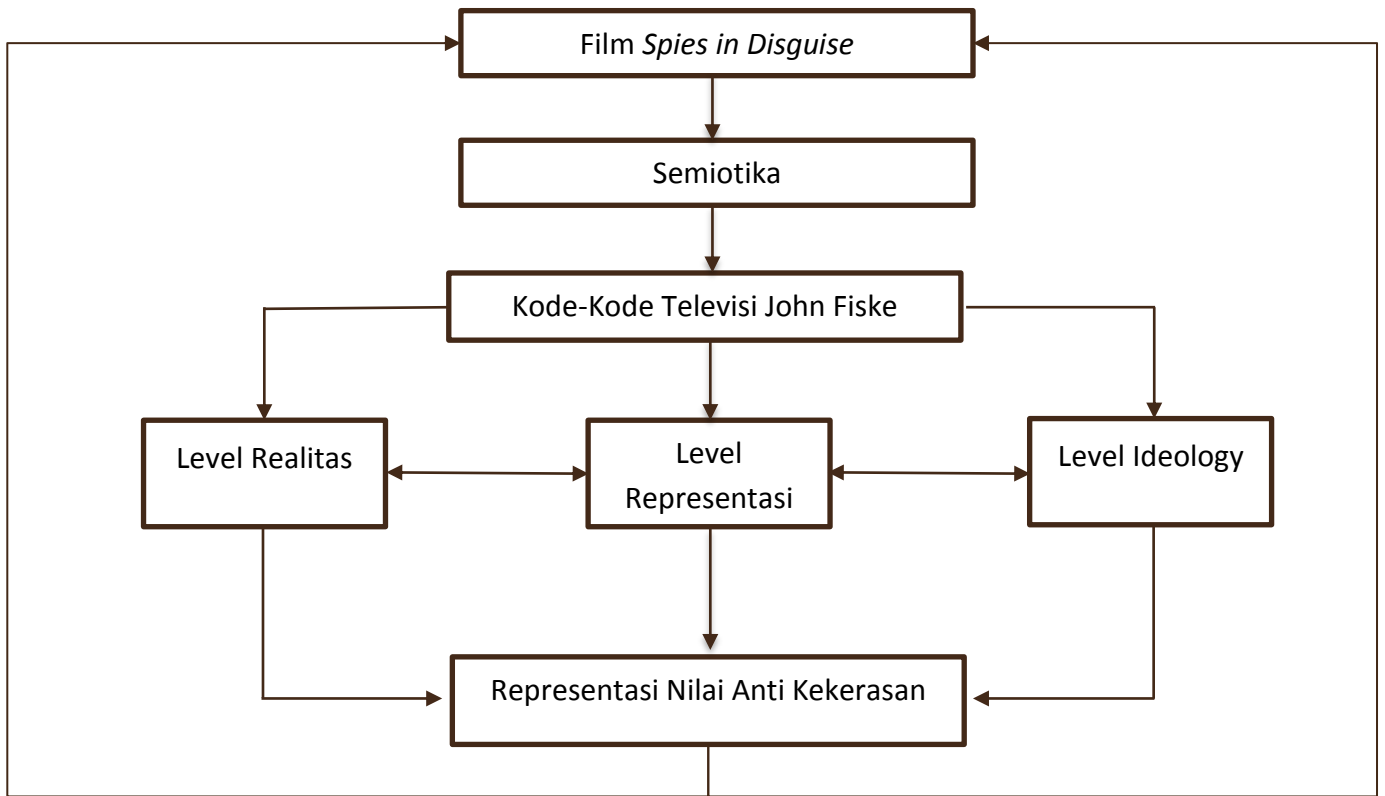 Film Spies in Disguise
Semiotika
Kode-Kode Televisi John Fiske
Level Realitas
Level
Representasi
Level Ideology
Representasi Nilai Anti Kekerasan